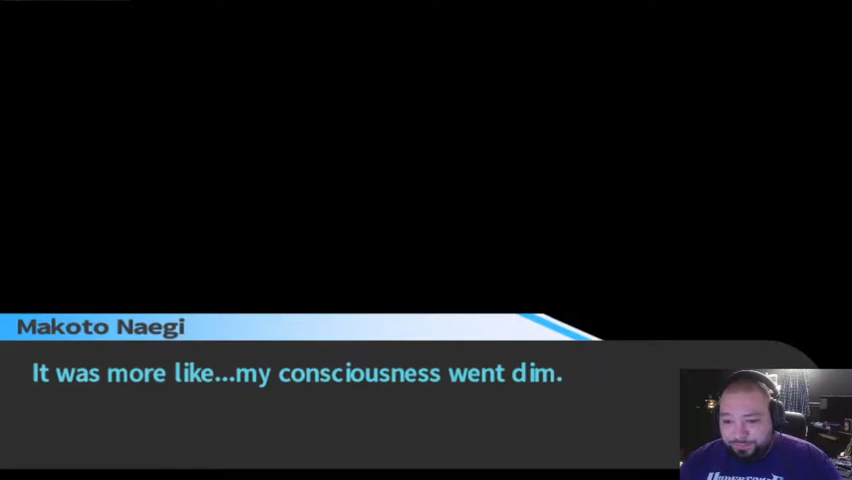 Makoto Naegi
It was more like...my consciousness went dim.